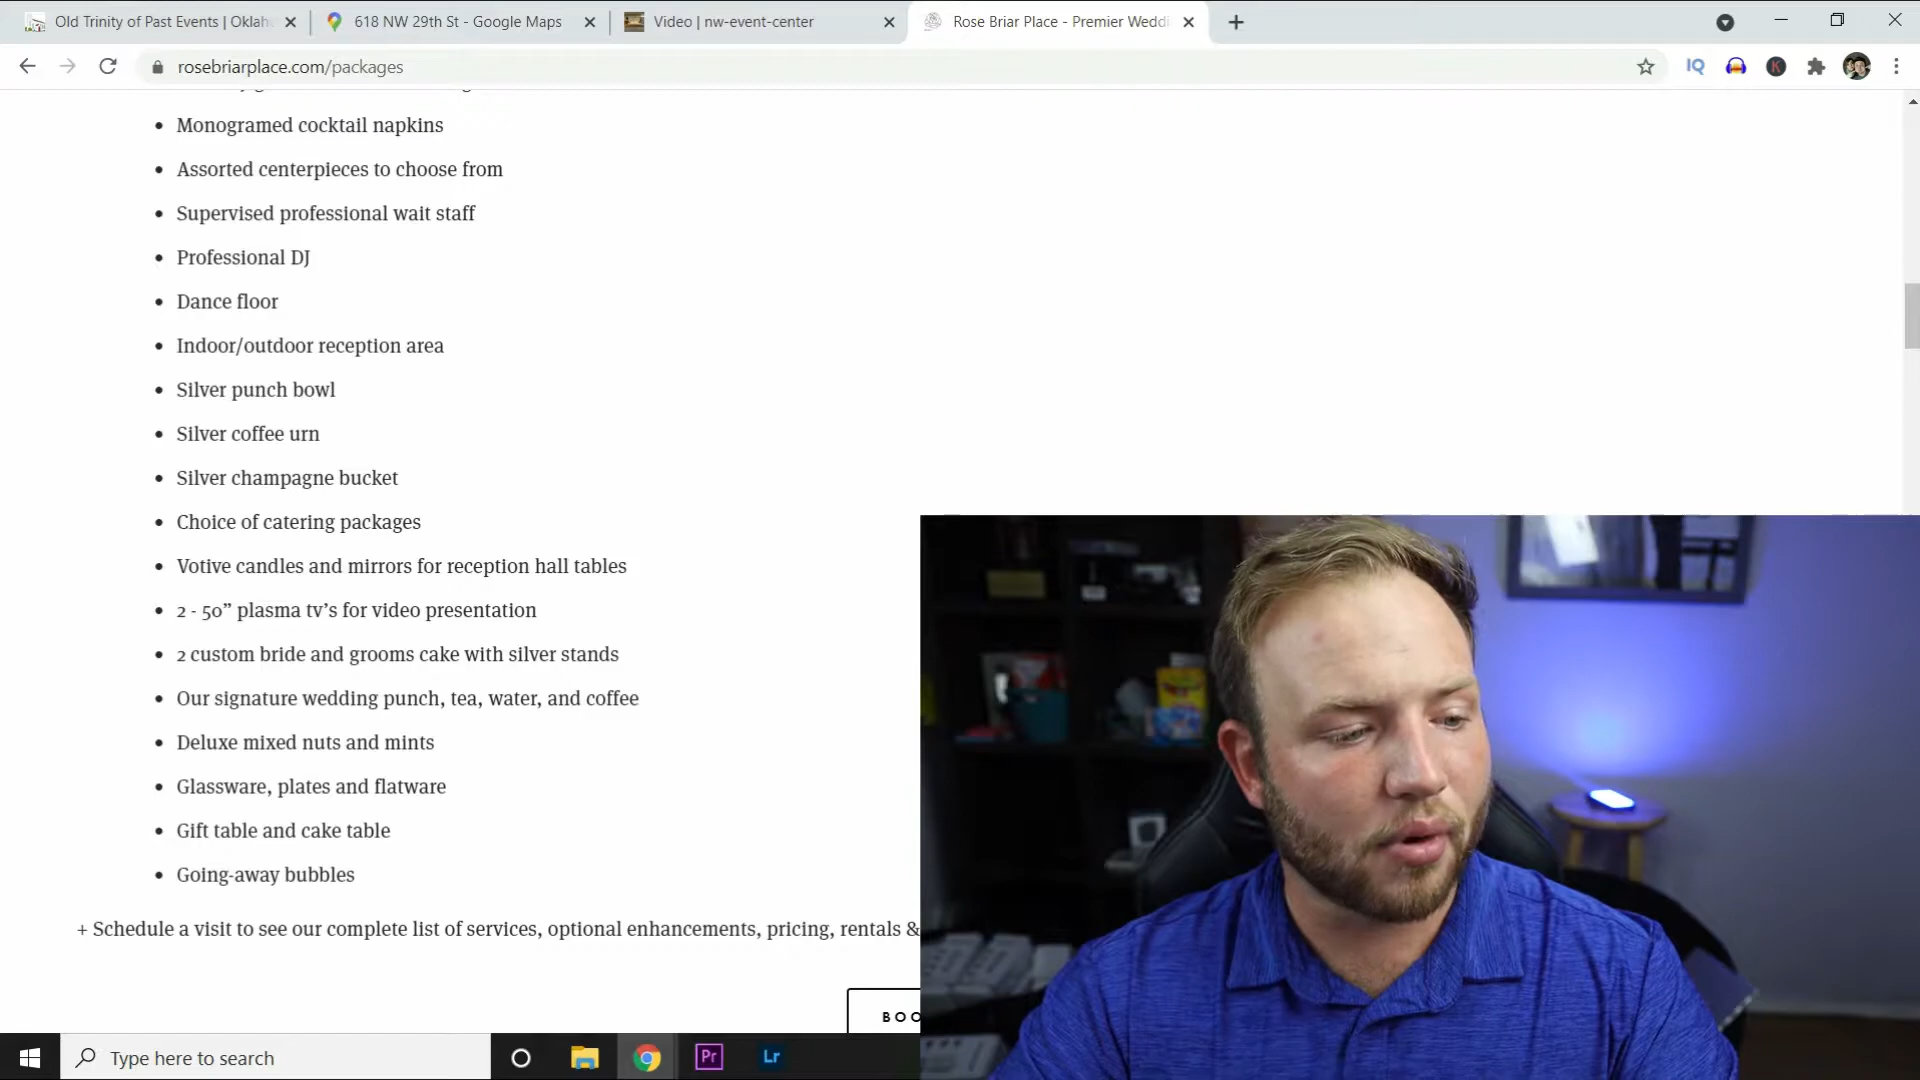 Old Trinity of Past Events | Oklah
618 NW 29th St - Google Maps
Video | nw-event-center
Rose Briar Place - Premier Weddi
rosebriarplace.com/packages
IQ
K
• Monogramed cocktail napkins
• Assorted centerpieces to choose from
• Supervised professional wait staff
• Professional DJ
• Dance floor
• Indoor/outdoor reception area
• Silver punch bowl
• Silver coffee urn
• Silver champagne bucket
• Choice of catering packages
• Votive candles and mirrors for reception hall tables
• 2 - 50” plasma tv’s for video presentation
• 2 custom bride and grooms cake with silver stands
• Our signature wedding punch, tea, water, and coffee
• Deluxe mixed nuts and mints
• Glassware, plates and flatware
• Gift table and cake table
• Going-away bubbles
+ Schedule a visit to see our complete list of services, optional enhancements, pricing, rentals &
BOO
Type here to search
Pr
Lr